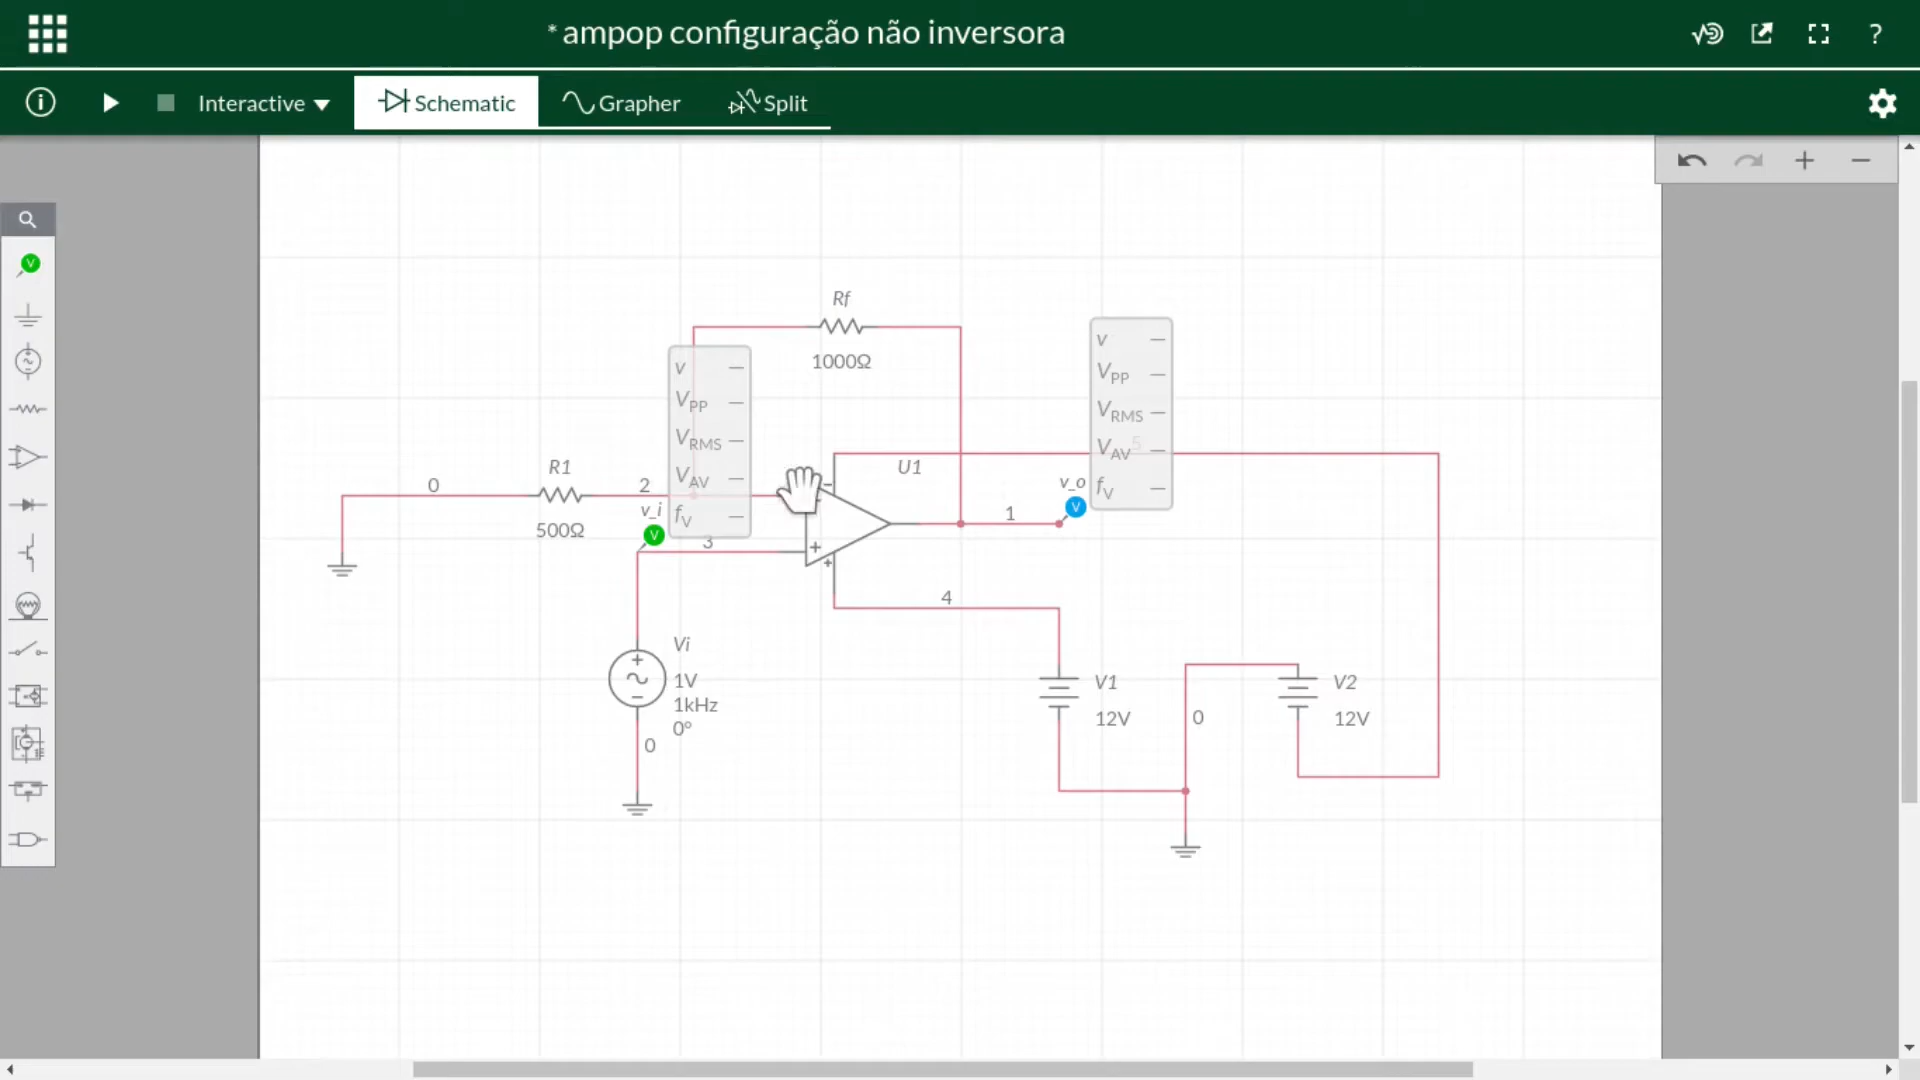 * ampop configuração não inversora
?
Interactive
Schematic
Grapher
Split
Rf
1000Ω
v —
VPP —
VRMS —
VAV —
fV —
v —
VPP —
VRMS —
VAV —
fV —
5
R1
500Ω
0
2
v_i
V
3
U1
v_o
V
1
4
Vi
1V
1kHz
0°
0
V1
12V
0
V2
12V
V